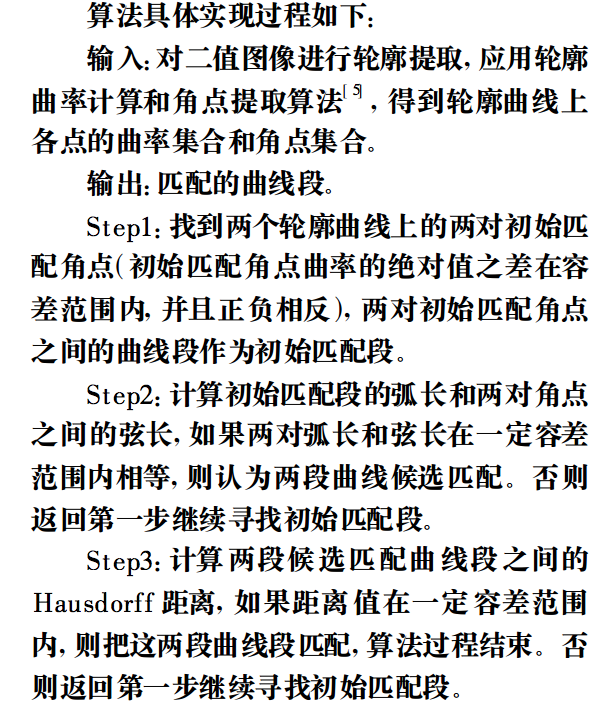 算法具体实现过程如下:
输入: 对二值图像进行轮廓提取, 应用轮廓
曲率计算和角点提取算法[5], 得到轮廓曲线上
各点的曲率集合和角点集合。
输出: 匹配的曲线段。
Step1: 找到两个轮廓曲线上的两对初始匹
配角点(初始匹配角点曲率的绝对值之差在容
差范围内, 并且正负相反), 两对初始匹配角点
之间的曲线段作为初始匹配段。
Step2: 计算初始匹配段的弧长和两对角点
之间的弦长, 如果两对弧长和弦长在一定容差
范围内相等, 则认为两段曲线候选匹配。否则
返回第一步继续寻找初始匹配段。
Step3: 计算两段候选匹配曲线段之间的
Hausdorff 距离, 如果距离值在一定容差范围
内, 则把这两段曲线段匹配, 算法过程结束。否
则返回第一步继续寻找初始匹配段。